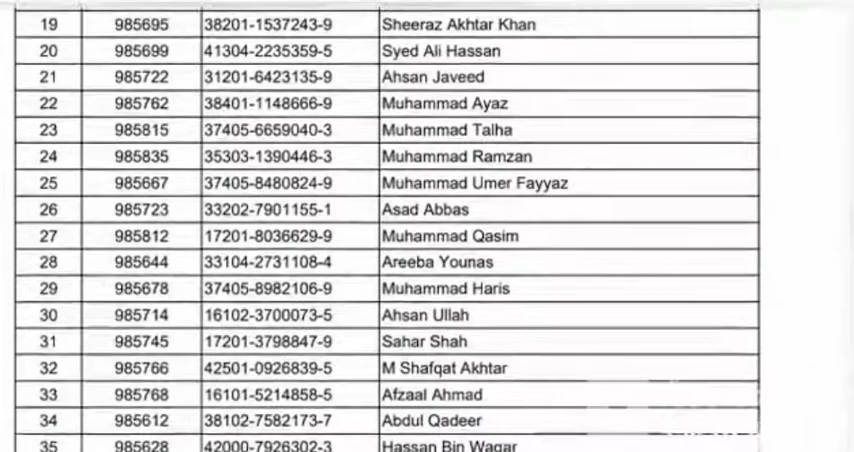 19 985695 38201-1537243-9 Sheeraz Akhtar Khan
20 985699 41304-2235359-5 Syed Ali Hassan
21 985722 31201-6423135-9 Ahsan Javeed
22 985762 38401-1148666-9 Muhammad Ayaz
23 985815 37405-6659040-3 Muhammad Talha
24 985835 35303-1390446-3 Muhammad Ramzan
25 985667 37405-8480824-9 Muhammad Umer Fayyaz
26 985723 33202-7901155-1 Asad Abbas
27 985812 17201-8036629-9 Muhammad Qasim
28 985644 33104-2731108-4 Areeba Younas
29 985678 37405-8982106-9 Muhammad Haris
30 985714 16102-3700073-5 Ahsan Ullah
31 985745 17201-3798847-9 Sahar Shah
32 985766 42501-0926839-5 M Shafqat Akhtar
33 985768 16101-5214858-5 Afzaal Ahmad
34 985612 38102-7582173-7 Abdul Qadeer
35 985628 42000-7926302-3 Hassan Bin Waqar